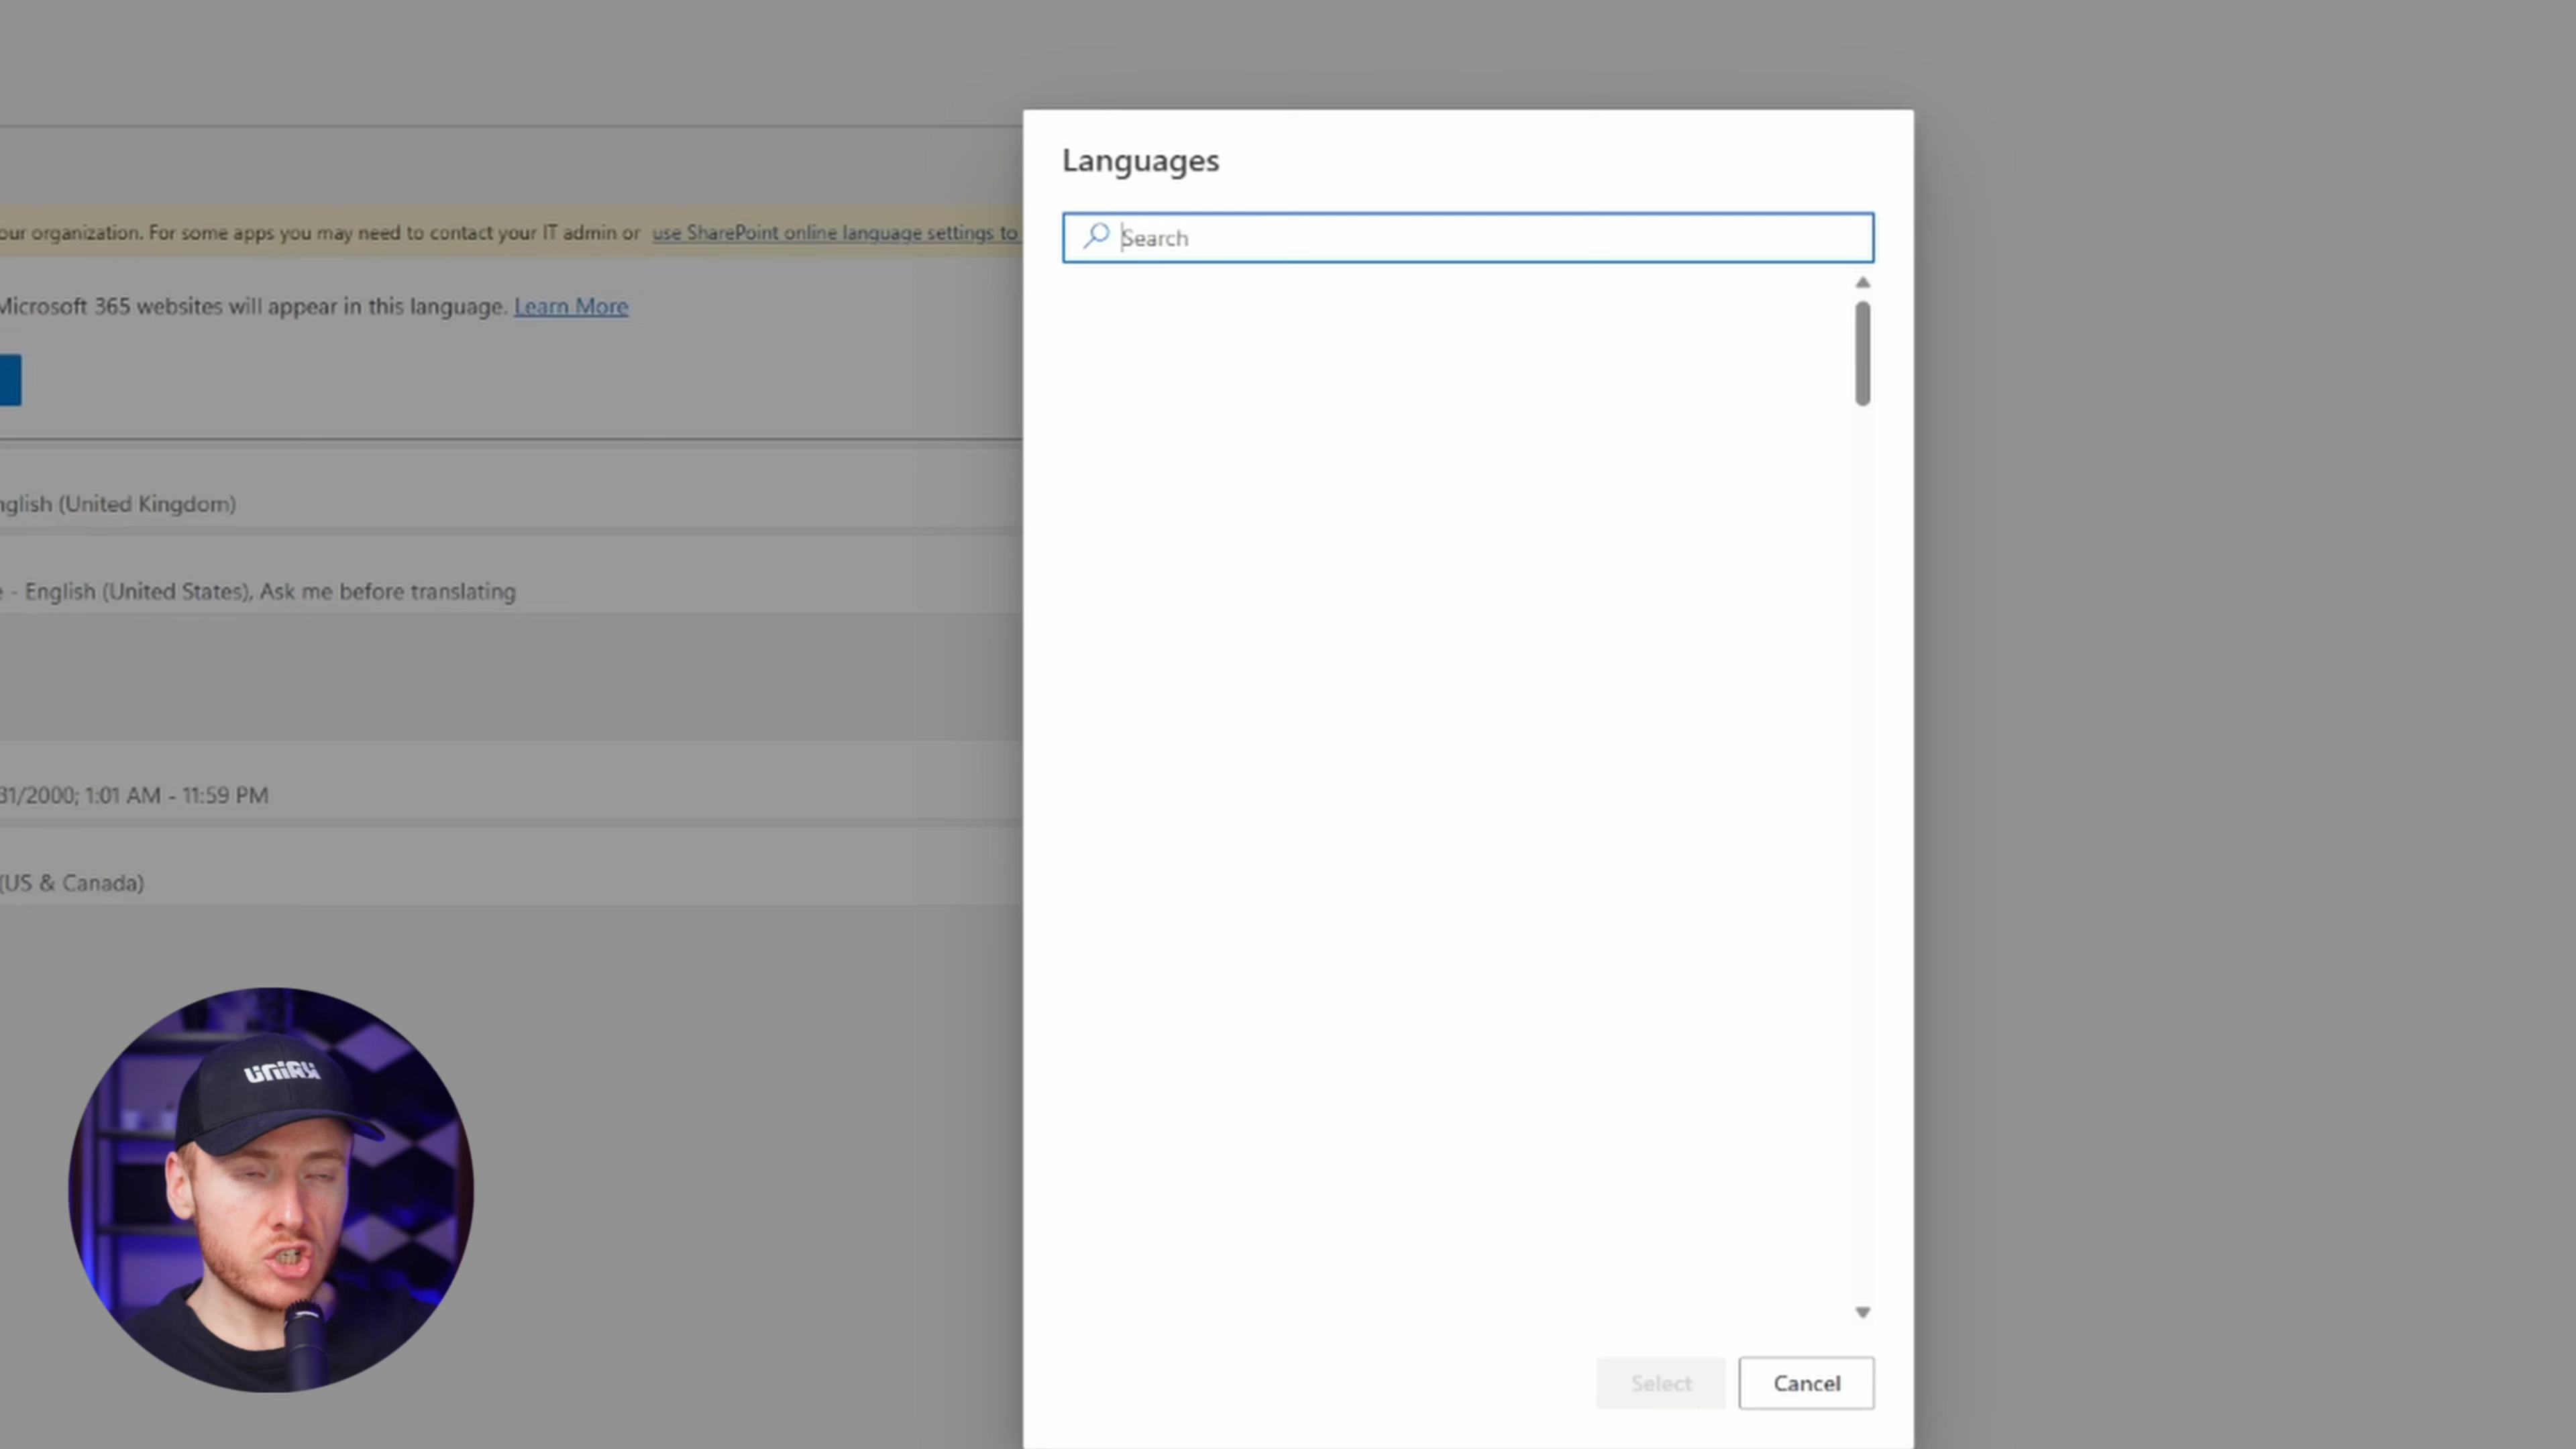 Languages
Search
our organization. For some apps you may need to contact your IT admin or use SharePoint online language settings to
Microsoft 365 websites will appear in this language. Learn More
nglish (United Kingdom)
e - English (United States), Ask me before translating
31/2000; 1:01 AM - 11:59 PM
(US & Canada)
Select
Cancel